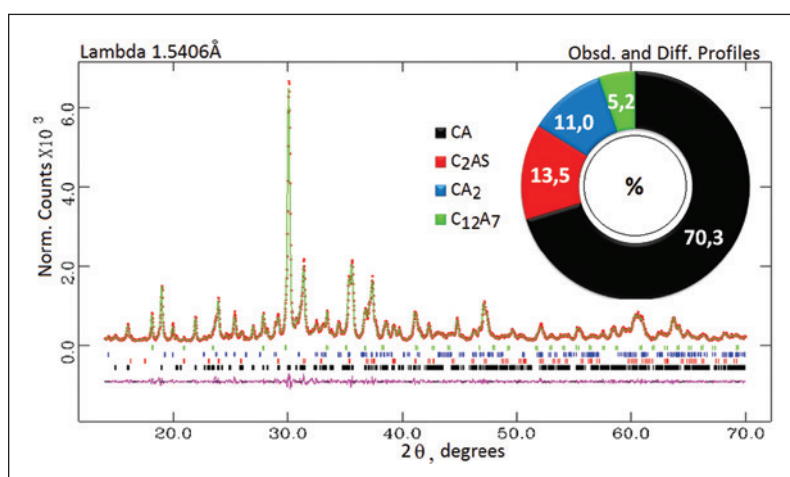 Lambda 1.5406Å
Obsd. and Diff. Profiles
Norm. Counts X10 3
6.0
4.0
2.0
0.0
CA
C2AS
CA2
C12A7
5,2
11,0
13,5
%
70,3
20.0 30.0 40.0 50.0 60.0 70.0
2θ, degrees